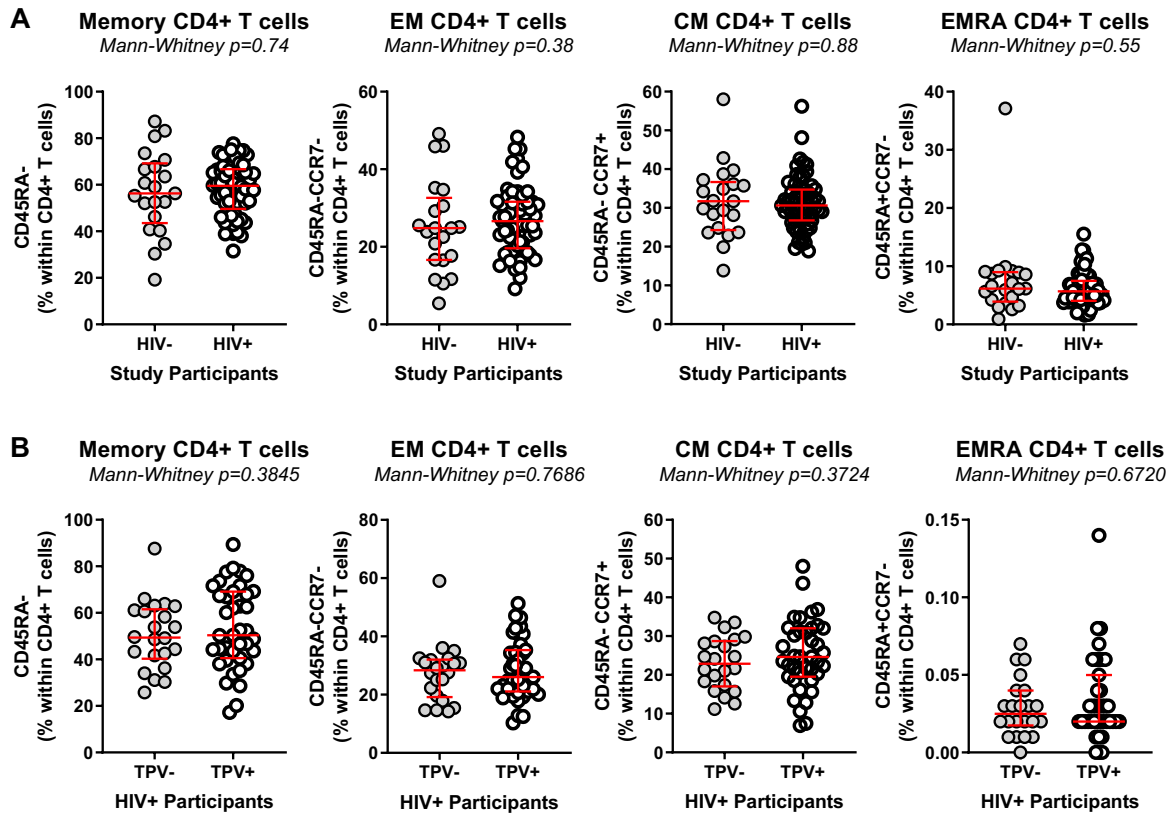 A
Memory CD4+ T cells
Mann-Whitney p=0.74
CD45RA-
(% within CD4+ T cells)
100
80
60
40
20
0
HIV-
HIV+
Study Participants
EM CD4+ T cells
Mann-Whitney p=0.38
CD45RA-CCR7-
(% within CD4+ T cells)
60
40
20
0
HIV-
HIV+
Study Participants
CM CD4+ T cells
Mann-Whitney p=0.88
CD45RA- CCR7+
(% within CD4+ T cells)
60
50
40
30
20
10
0
HIV-
HIV+
Study Participants
EMRA CD4+ T cells
Mann-Whitney p=0.55
CD45RA+CCR7-
(% within CD4+ T cells)
40
30
20
10
0
HIV-
HIV+
Study Participants
B
Memory CD4+ T cells
Mann-Whitney p=0.3845
CD45RA-
(% within CD4+ T cells)
100
80
60
40
20
0
TPV-
TPV+
HIV+ Participants
EM CD4+ T cells
Mann-Whitney p=0.7686
CD45RA-CCR7-
(% within CD4+ T cells)
80
60
40
20
0
TPV-
TPV+
HIV+ Participants
CM CD4+ T cells
Mann-Whitney p=0.3724
CD45RA- CCR7+
(% within CD4+ T cells)
60
50
40
30
20
10
0
TPV-
TPV+
HIV+ Participants
EMRA CD4+ T cells
Mann-Whitney p=0.6720
CD45RA+CCR7-
(% within CD4+ T cells)
0.15
0.10
0.05
0.00
TPV-
TPV+
HIV+ Participants